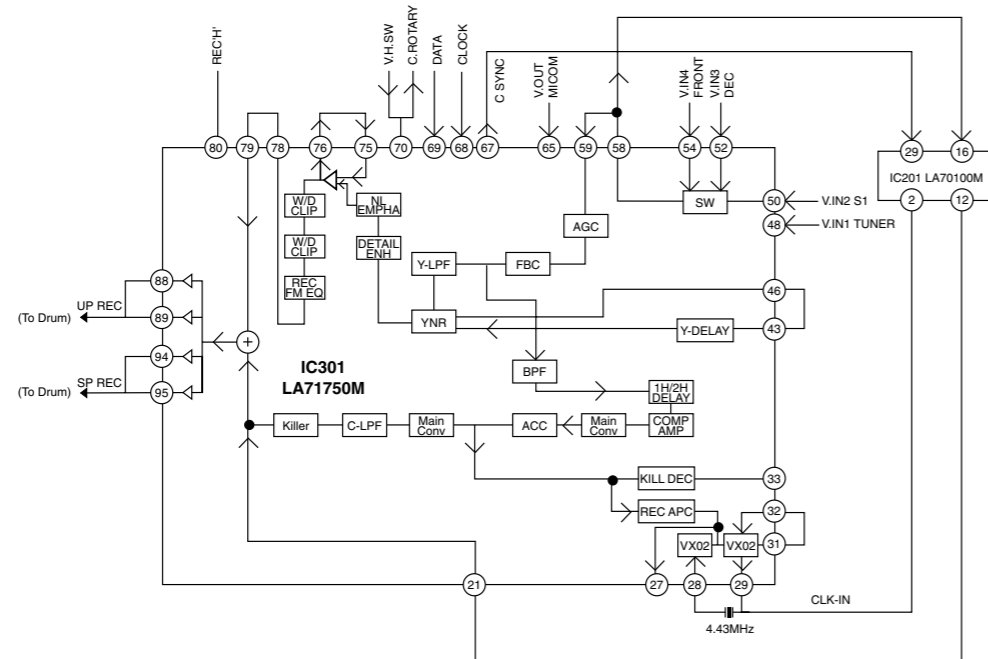 REC'H'
V.H.SW
C.ROTARY
DATA
CLOCK
C SYNC
V.OUT
MICOM
V.IN4
FRONT
V.IN3
DEC
80
79
78
76
75
70
69
68
67
65
59
58
54
52
29
16
IC201 LA70100M
2
12
W/D
CLIP
NL
EMPHA
SW
50
V.IN2 S1
48
V.IN1 TUNER
AGC
W/D
CLIP
DETAIL
ENH
Y-LPF
FBC
REC
FM EQ
88
UP REC
(To Drum)
89
46
YNR
Y-DELAY
43
94
SP REC
(To Drum)
95
+
IC301
LA71750M
BPF
1H/2H
DELAY
Killer
C-LPF
Main
Conv
ACC
Main
Conv
COMP
AMP
KILL DEC
33
REC APC
32
VX02
VX02
31
21
27
28
29
CLK-IN
4.43MHz